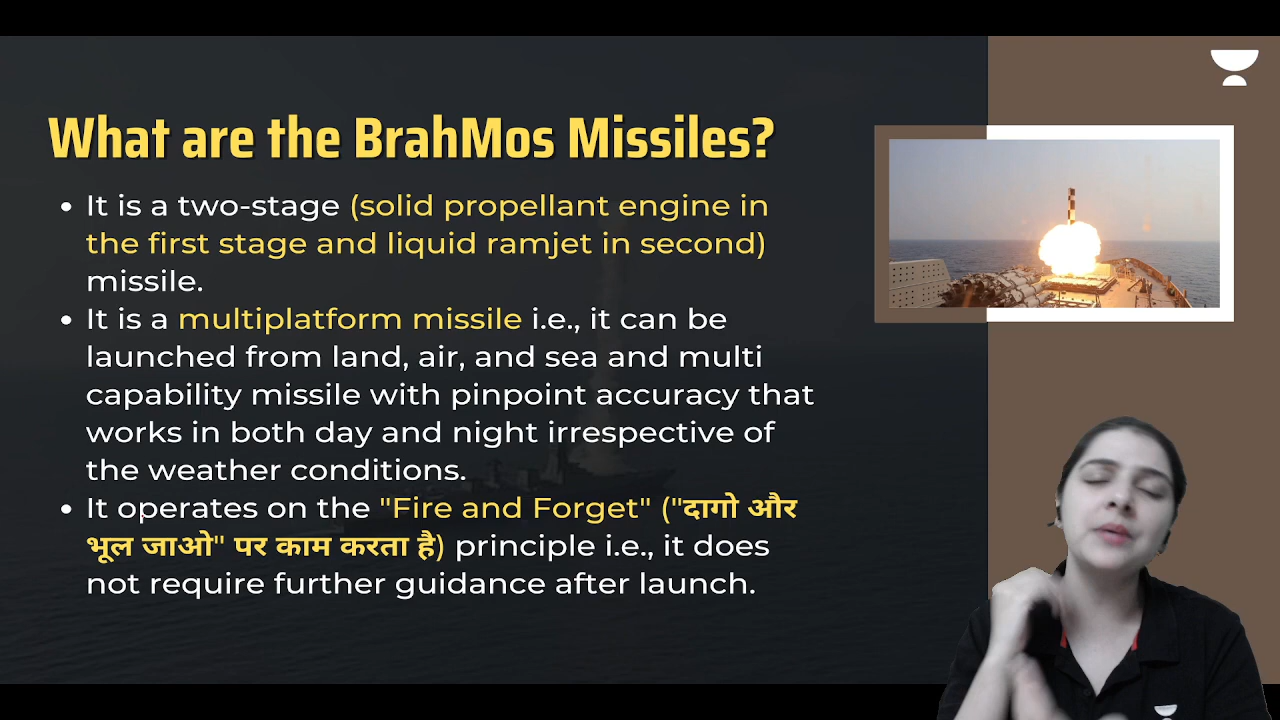 What are the BrahMos Missiles?
• It is a two-stage (solid propellant engine in
the first stage and liquid ramjet in second)
missile.
• It is a multiplatform missile i.e., it can be
launched from land, air, and sea and multi
capability missile with pinpoint accuracy that
works in both day and night irrespective of
the weather conditions.
• It operates on the "Fire and Forget" ("दागो और
भूल जाओ" पर काम करता है) principle i.e., it does
not require further guidance after launch.